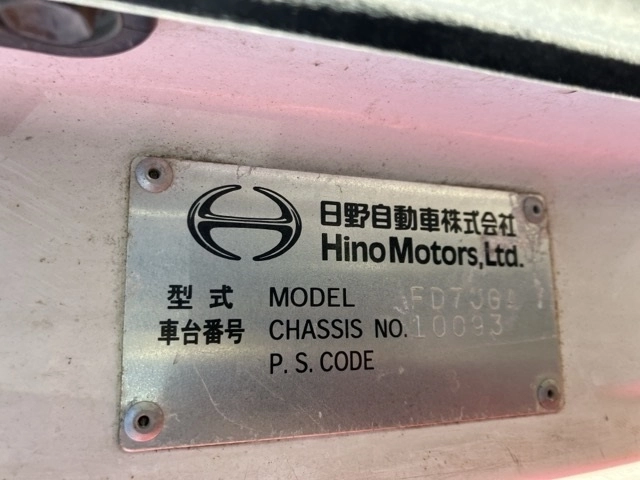 日野自動車株式会社
Hino Motors, Ltd.
型式 MODEL FD7JGA
車台番号 CHASSIS NO. 10093
P. S. CODE